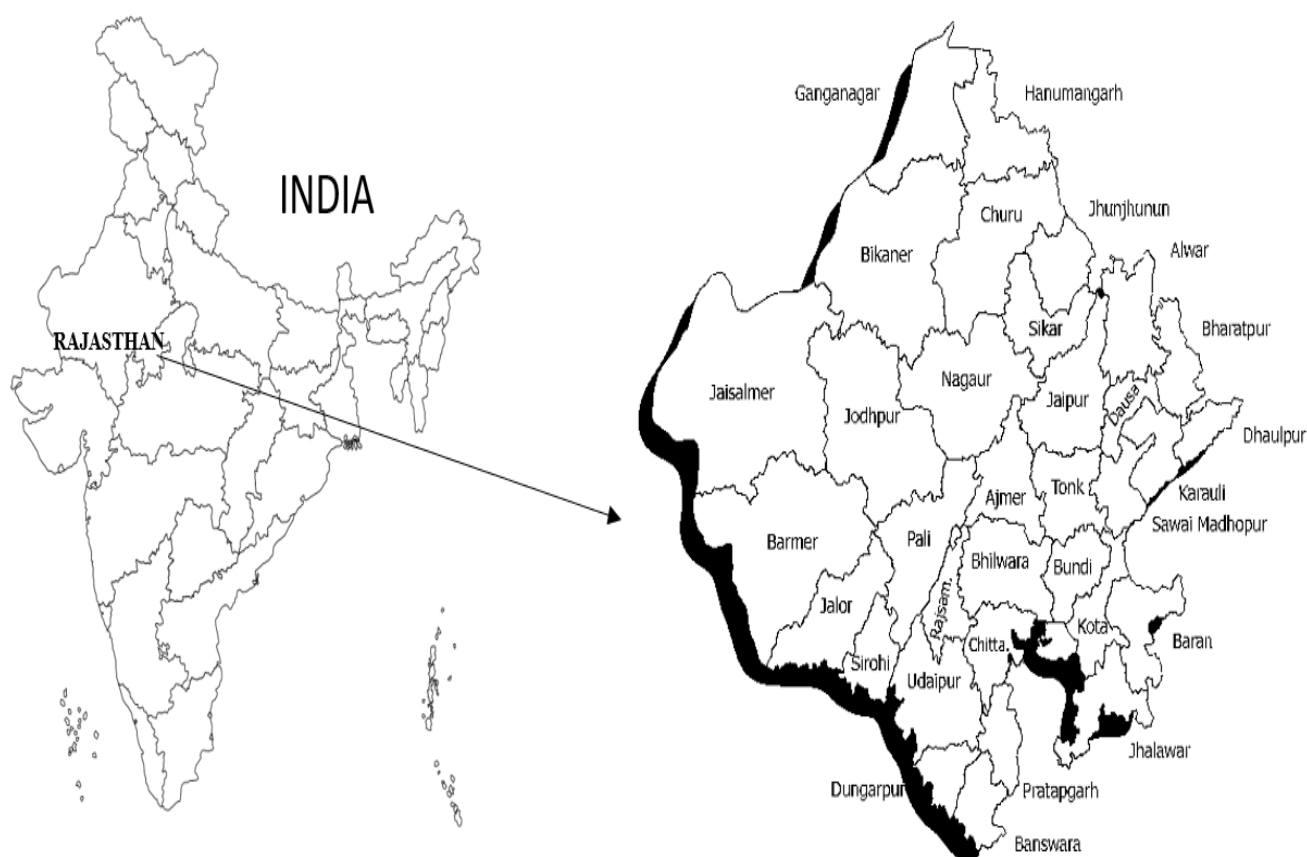 INDIA
RAJASTHAN
Ganganagar
Hanumangarh
Churu
Jhunjhunun
Bikaner
Alwar
Sikar
Bharatpur
Jaisalmer
Jodhpur
Nagaur
Jaipur
Dausa
Dhaulpur
Ajmer
Tonk
Karauli
Sawai Madhopur
Barmer
Pali
Bhilwara
Bundi
Jalor
Rajsam.
Kota
Baran
Sirohi
Chitta.
Udaipur
Jhalawar
Dungarpur
Pratapgarh
Banswara